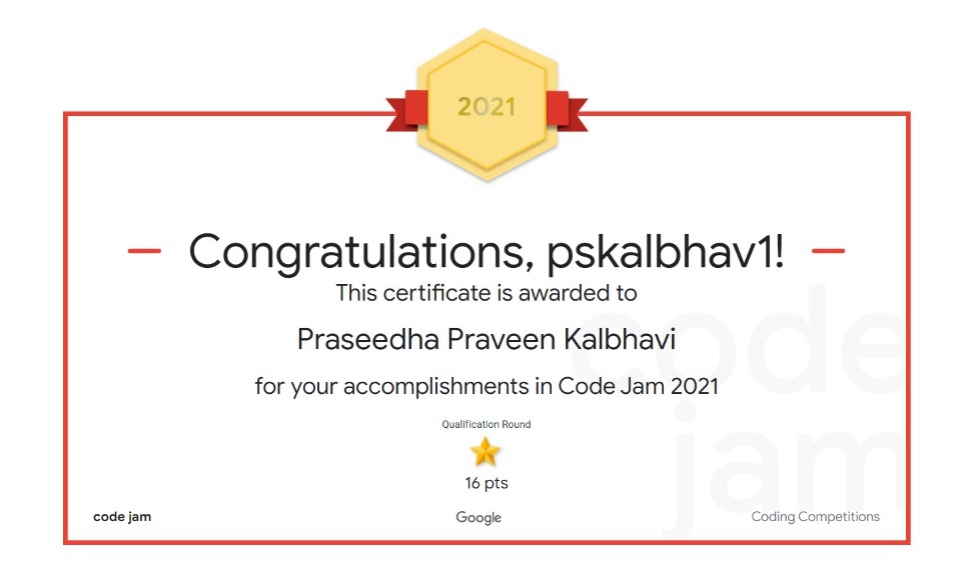 2021
Congratulations, pskalbhav1!
This certificate is awarded to
Praseedha Praveen Kalbhavi
for your accomplishments in Code Jam 2021
Qualification Round
16 pts
code jam
code jam Google Coding Competitions